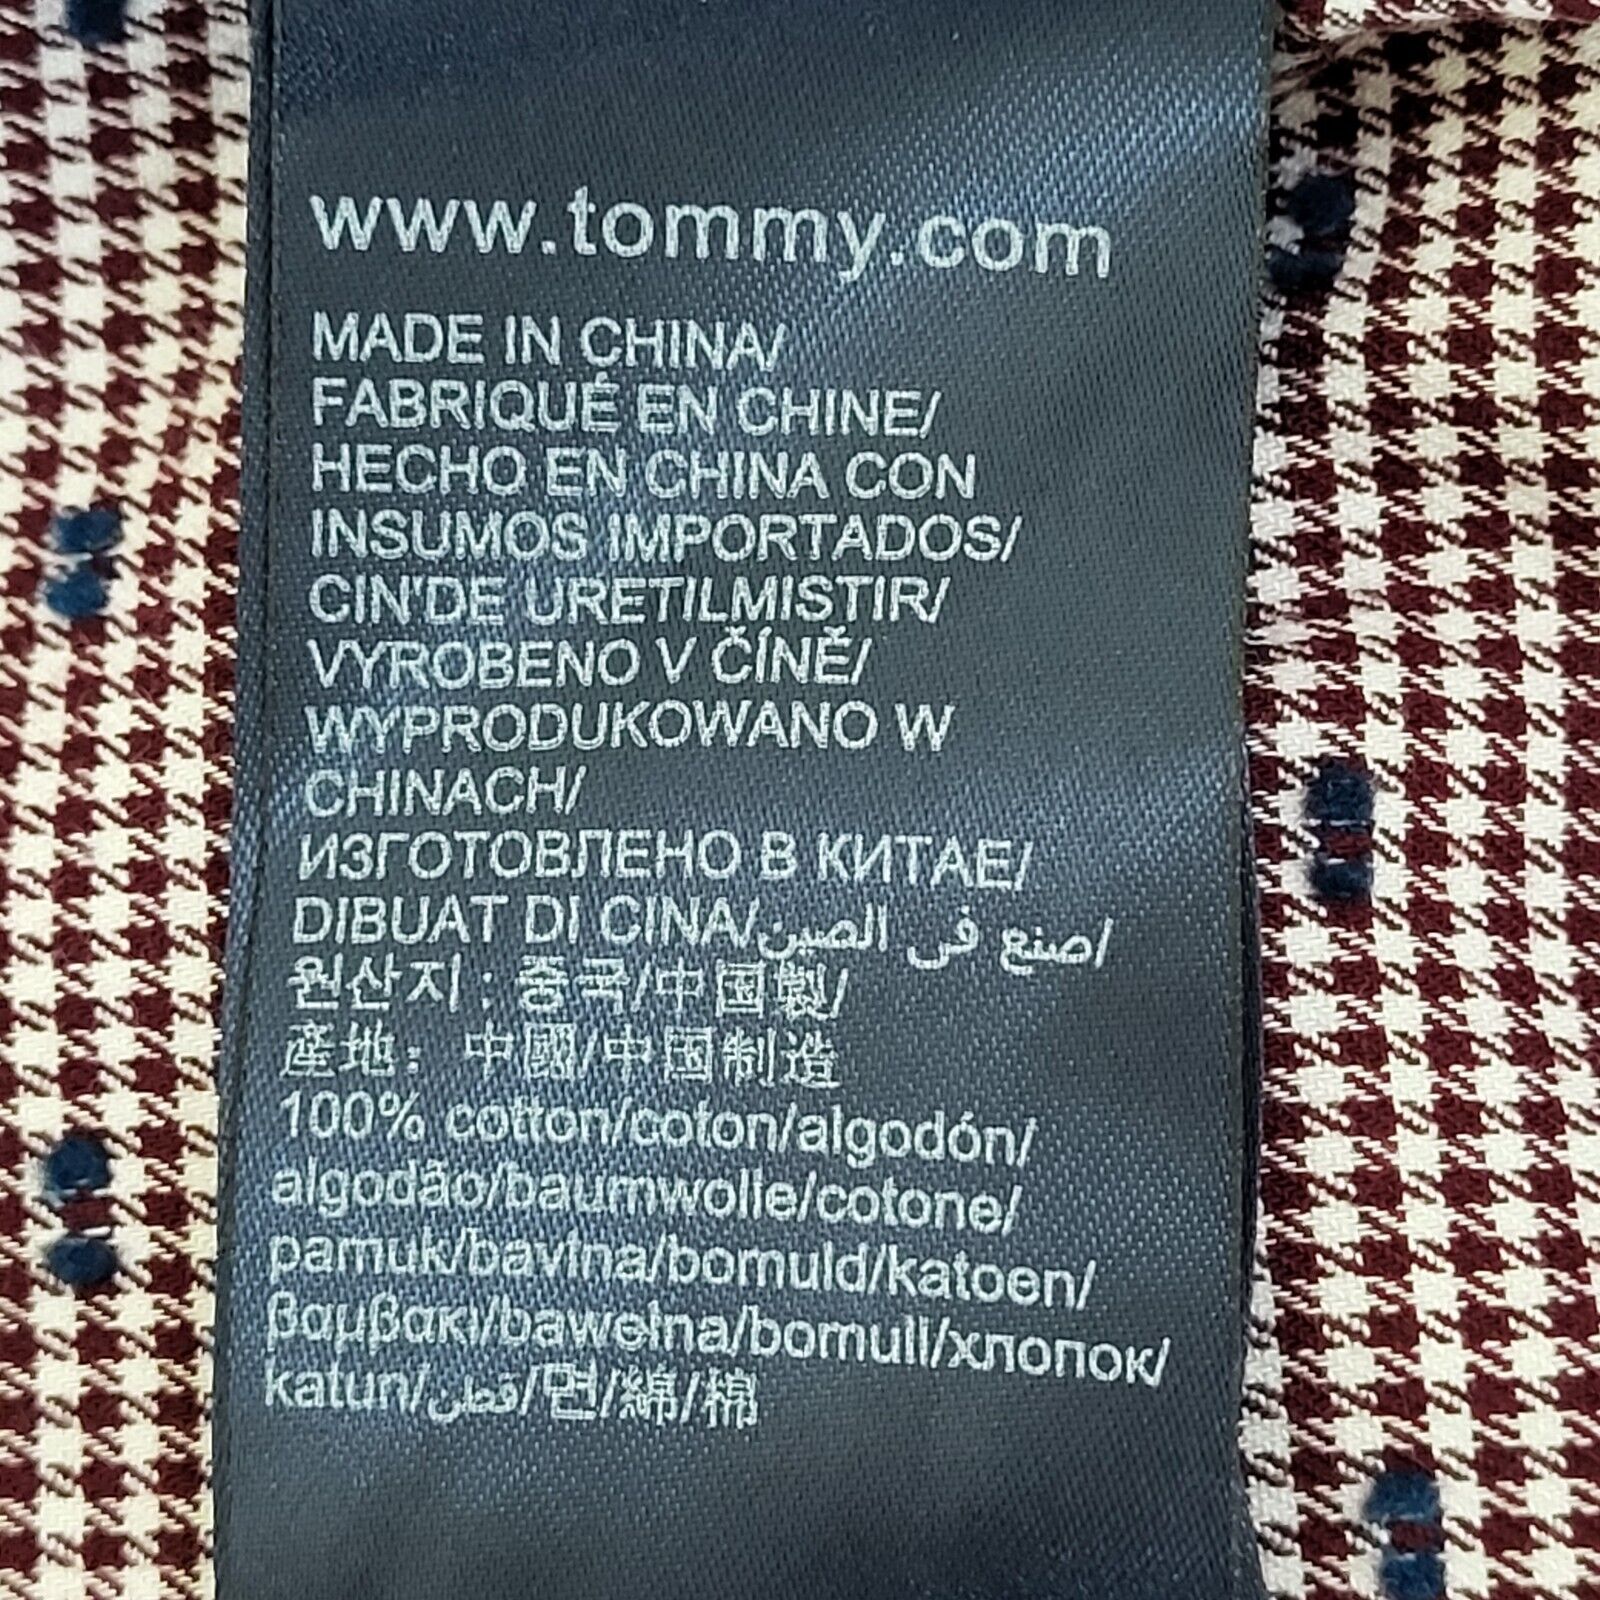 www.tommy.com
MADE IN CHINA/
FABRIQUÉ EN CHINE/
HECHO EN CHINA CON
INSUMOS IMPORTADOS/
CIN'DE URETILMISTIR/
VYROBENO V ČÍNĚ/
WYPRODUKOWANO W
CHINACH/
ИЗГОТОВЛЕНО В КИТАЕ/
DIBUAT DI CINA/صنع في الصين/
원산지 : 중국/中国製/
產地： 中國/中国制造
100% cotton/coton/algodón/
algodão/baumwolle/cotone/
pamuk/bavlna/bomuld/katoen/
βαμβακι/bawełna/bomull/хлопок/
katun/قطن/면/綿/棉